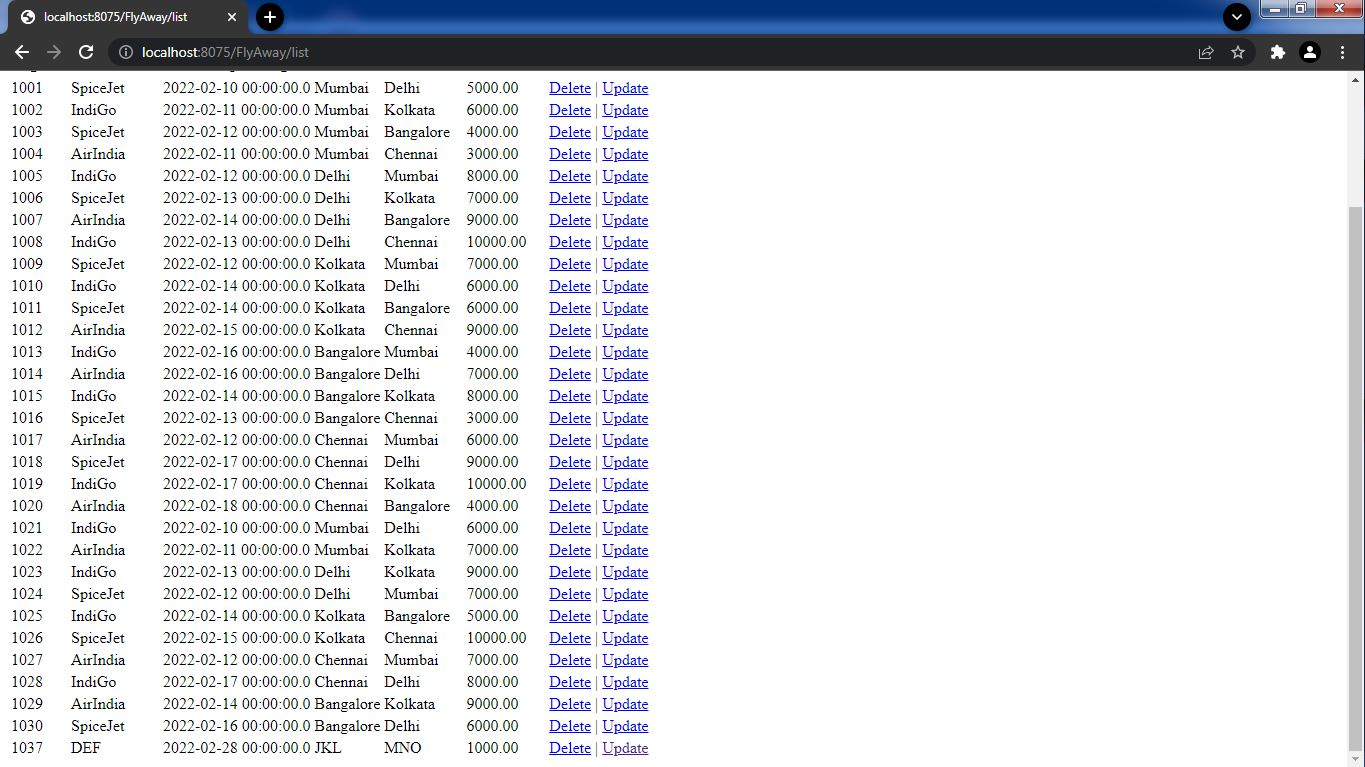 localhost:8075/FlyAway/list
localhost:8075/FlyAway/list
1001 SpiceJet 2022-02-10 00:00:00.0 Mumbai Delhi 5000.00 Delete | Update
1002 IndiGo 2022-02-11 00:00:00.0 Mumbai Kolkata 6000.00 Delete | Update
1003 SpiceJet 2022-02-12 00:00:00.0 Mumbai Bangalore 4000.00 Delete | Update
1004 AirIndia 2022-02-11 00:00:00.0 Mumbai Chennai 3000.00 Delete | Update
1005 IndiGo 2022-02-12 00:00:00.0 Delhi Mumbai 8000.00 Delete | Update
1006 SpiceJet 2022-02-13 00:00:00.0 Delhi Kolkata 7000.00 Delete | Update
1007 AirIndia 2022-02-14 00:00:00.0 Delhi Bangalore 9000.00 Delete | Update
1008 IndiGo 2022-02-13 00:00:00.0 Delhi Chennai 10000.00 Delete | Update
1009 SpiceJet 2022-02-12 00:00:00.0 Kolkata Mumbai 7000.00 Delete | Update
1010 IndiGo 2022-02-14 00:00:00.0 Kolkata Delhi 6000.00 Delete | Update
1011 SpiceJet 2022-02-14 00:00:00.0 Kolkata Bangalore 6000.00 Delete | Update
1012 AirIndia 2022-02-15 00:00:00.0 Kolkata Chennai 9000.00 Delete | Update
1013 IndiGo 2022-02-16 00:00:00.0 Bangalore Mumbai 4000.00 Delete | Update
1014 AirIndia 2022-02-16 00:00:00.0 Bangalore Delhi 7000.00 Delete | Update
1015 IndiGo 2022-02-14 00:00:00.0 Bangalore Kolkata 8000.00 Delete | Update
1016 SpiceJet 2022-02-13 00:00:00.0 Bangalore Chennai 3000.00 Delete | Update
1017 AirIndia 2022-02-12 00:00:00.0 Chennai Mumbai 6000.00 Delete | Update
1018 SpiceJet 2022-02-17 00:00:00.0 Chennai Delhi 9000.00 Delete | Update
1019 IndiGo 2022-02-17 00:00:00.0 Chennai Kolkata 10000.00 Delete | Update
1020 AirIndia 2022-02-18 00:00:00.0 Chennai Bangalore 4000.00 Delete | Update
1021 IndiGo 2022-02-10 00:00:00.0 Mumbai Delhi 6000.00 Delete | Update
1022 AirIndia 2022-02-11 00:00:00.0 Mumbai Kolkata 7000.00 Delete | Update
1023 IndiGo 2022-02-13 00:00:00.0 Delhi Kolkata 9000.00 Delete | Update
1024 SpiceJet 2022-02-12 00:00:00.0 Delhi Mumbai 7000.00 Delete | Update
1025 IndiGo 2022-02-14 00:00:00.0 Kolkata Bangalore 5000.00 Delete | Update
1026 SpiceJet 2022-02-15 00:00:00.0 Kolkata Chennai 10000.00 Delete | Update
1027 AirIndia 2022-02-12 00:00:00.0 Chennai Mumbai 7000.00 Delete | Update
1028 IndiGo 2022-02-17 00:00:00.0 Chennai Delhi 8000.00 Delete | Update
1029 AirIndia 2022-02-14 00:00:00.0 Bangalore Kolkata 9000.00 Delete | Update
1030 SpiceJet 2022-02-16 00:00:00.0 Bangalore Delhi 6000.00 Delete | Update
1037 DEF 2022-02-28 00:00:00.0 JKL MNO 1000.00 Delete | Update